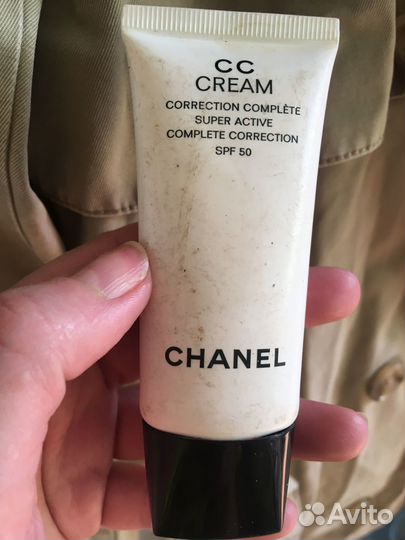 CC
CREAM
CORRECTION COMPLÈTE
SUPER ACTIVE
COMPLETE CORRECTION
SPF 50
CHANEL
Avito